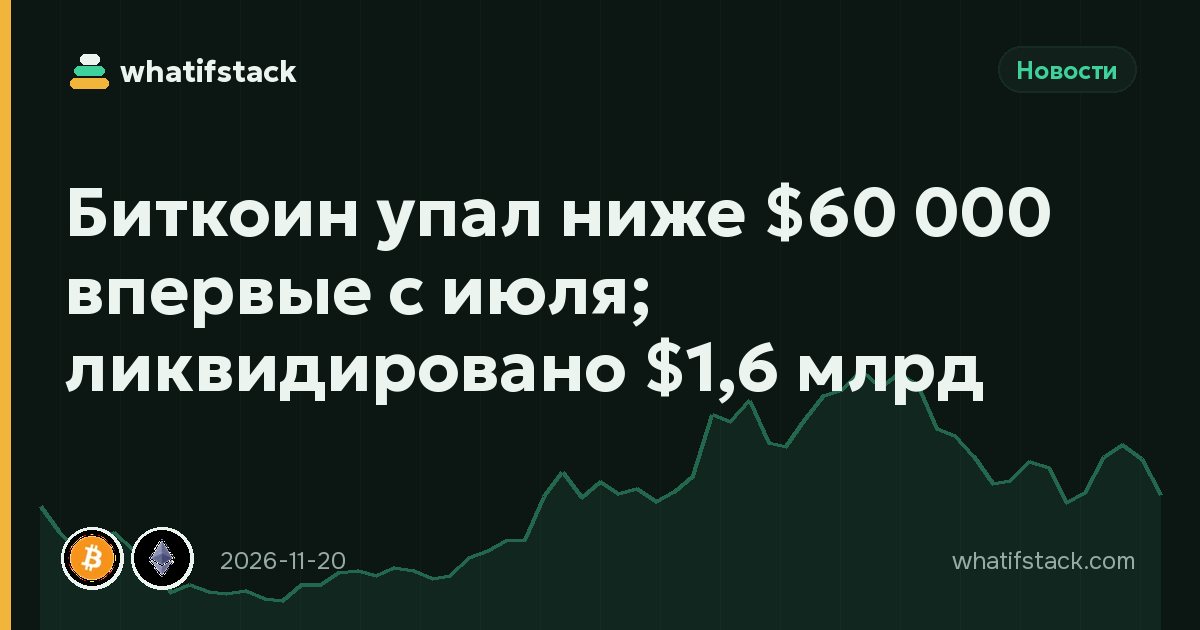 whatifstack
Новости
Биткоин упал ниже $60 000
впервые с июля;
ликвидировано $1,6 млрд
2026-11-20
whatifstack.com